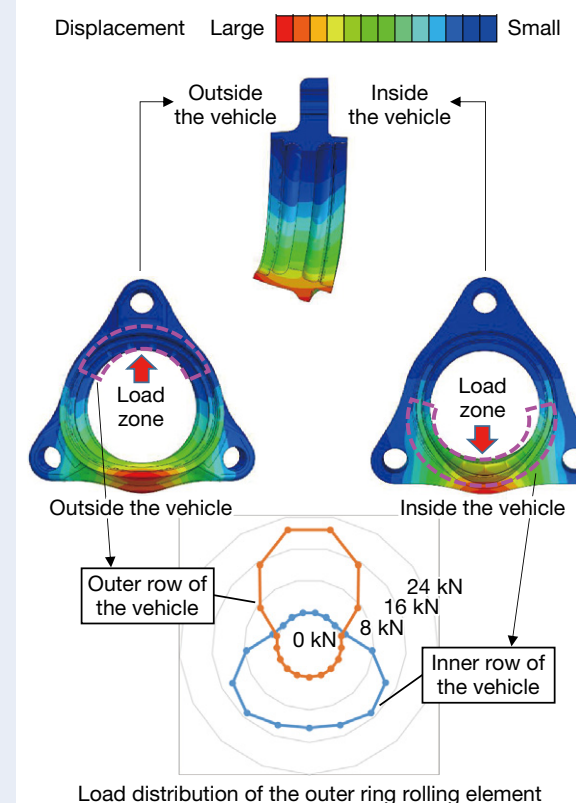 Displacement Large Small
Outside
the vehicle
Inside
the vehicle
Load
zone
Load
zone
Outside the vehicle
Inside the vehicle
Outer row of
the vehicle
24 kN
16 kN
8 kN
0 kN
Inner row of
the vehicle
Load distribution of the outer ring rolling element